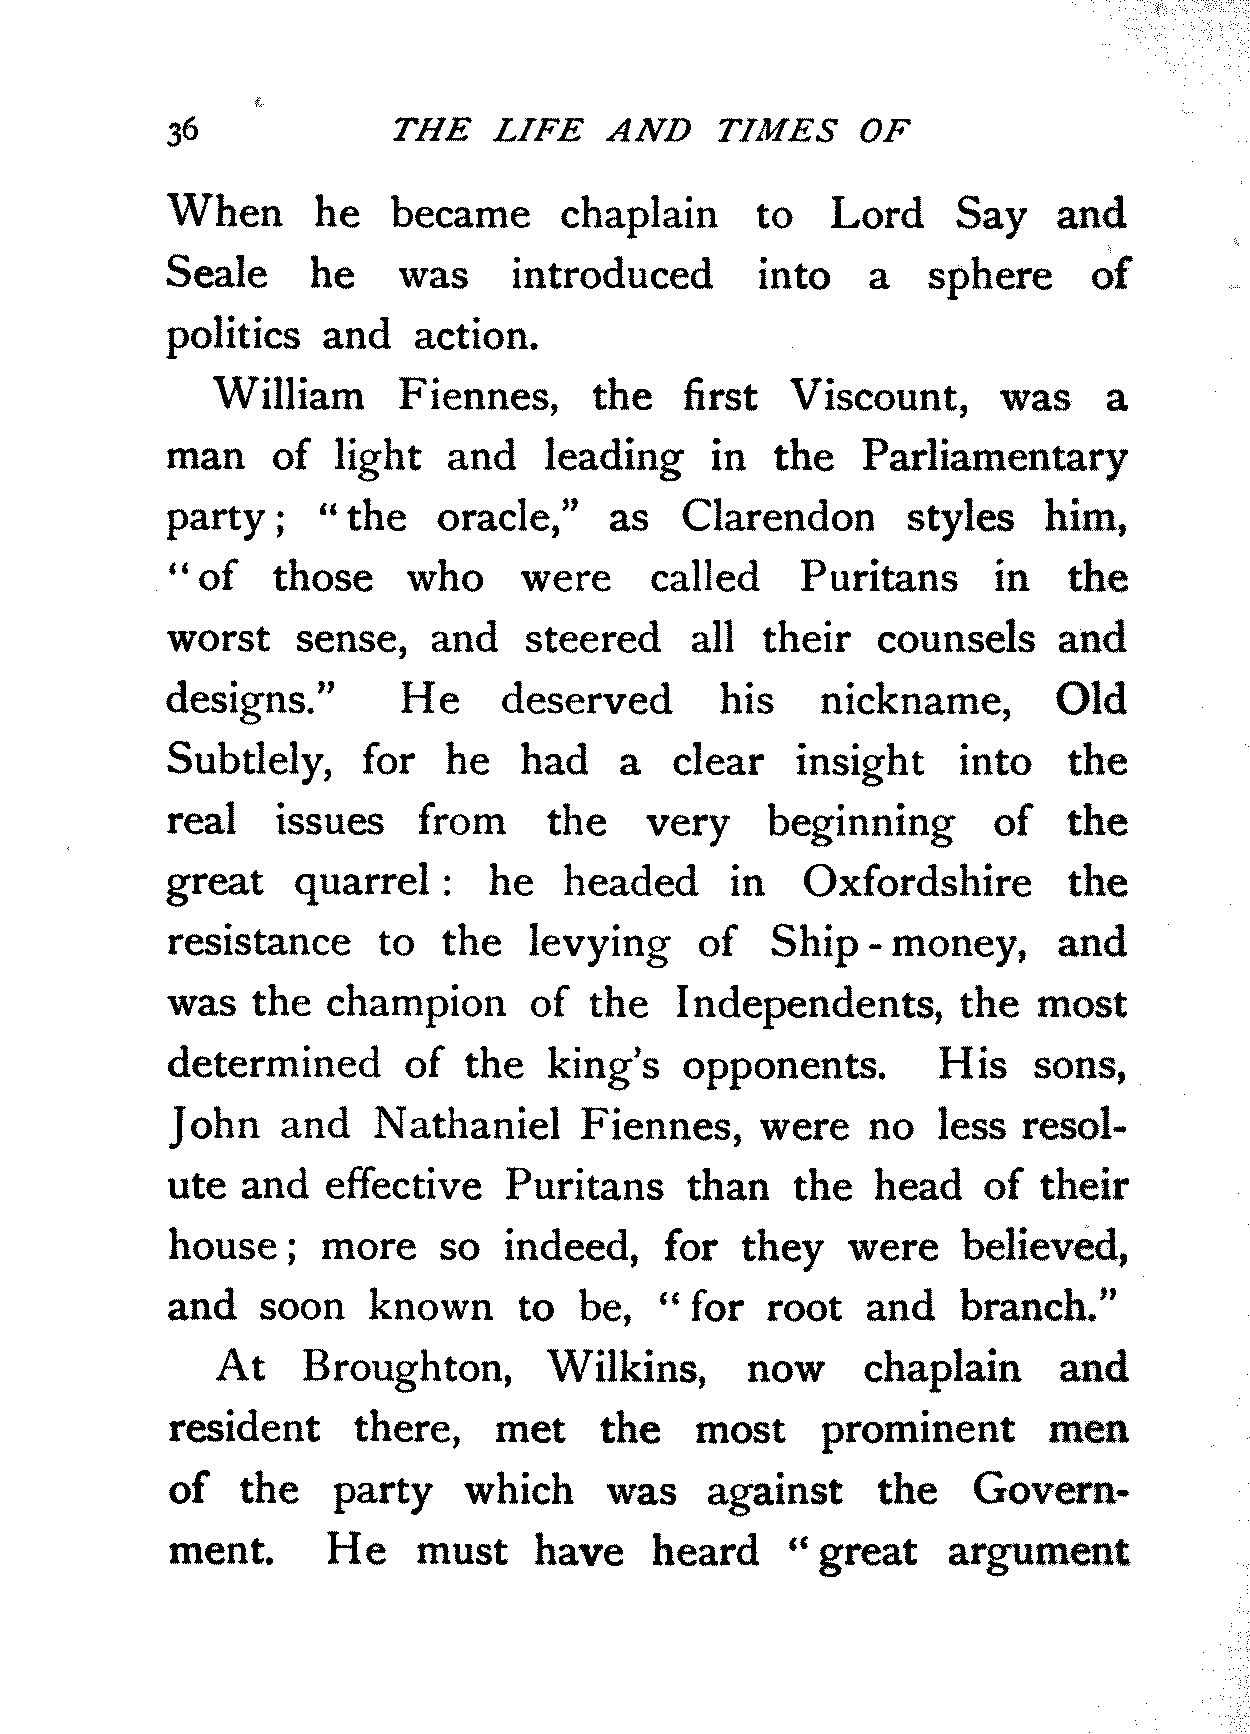 36 THE LIFE AND TIMES OF
When he became chaplain to Lord Say and
Seale he was introduced into a sphere of
politics and action.
William Fiennes, the first Viscount, was a
man of light and leading in the Parliamentary
party; "the oracle," as Clarendon styles him,
"of those who were called Puritans in the
worst sense, and steered all their counsels and
designs." He deserved his nickname, Old
Subtlely, for he had a clear insight into the
real issues from the very beginning of the
great quarrel: he headed in Oxfordshire the
resistance to the levying of Ship-money, and
was the champion of the Independents, the most
determined of the king's opponents. His sons,
John and Nathaniel Fiennes, were no less resol-
ute and effective Puritans than the head of their
house; more so indeed, for they were believed,
and soon known to be, "for root and branch."
At Broughton, Wilkins, now chaplain and
resident there, met the most prominent men
of the party which was against the Govern-
ment. He must have heard "great argument